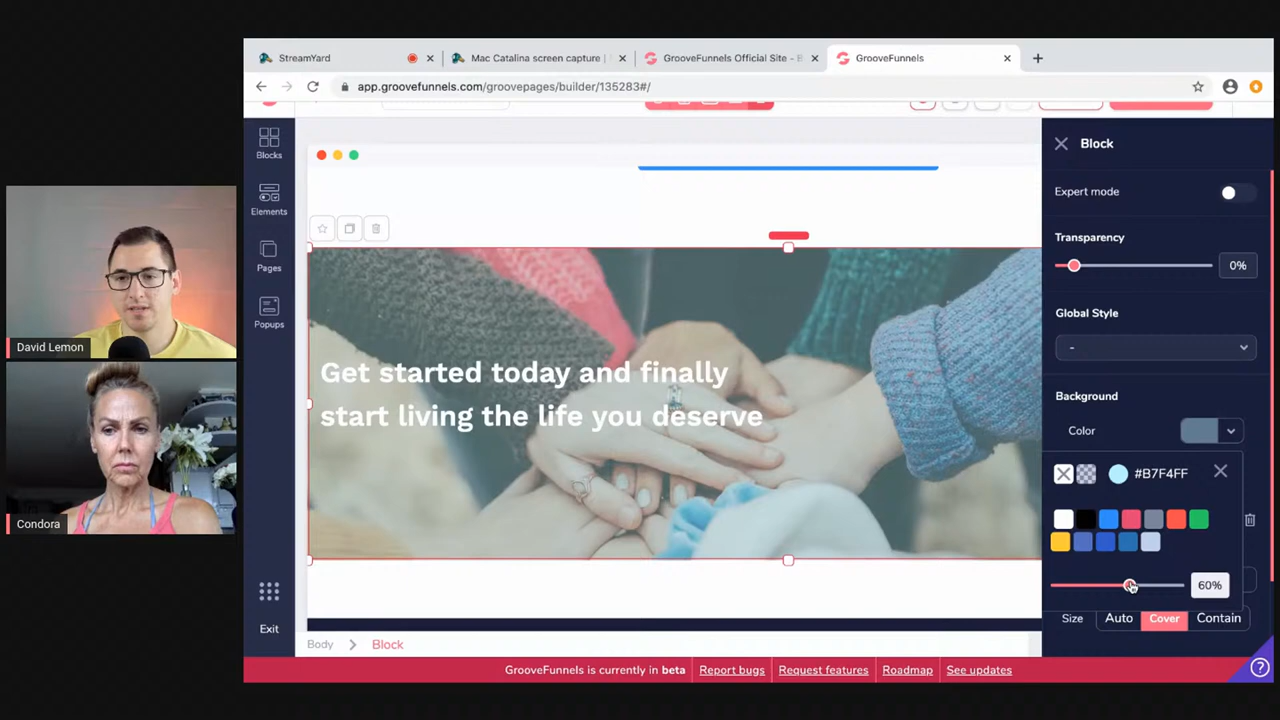 StreamYard
Mac Catalina screen capture |
GrooveFunnels Official Site - B
GrooveFunnels
app.groovefunnels.com/groovepages/builder/135283#/
Blocks
Elements
Pages
Popups
Exit
David Lemon
Condora
Get started today and finally
start living the life you deserve
Block
Expert mode
Transparency
0%
Global Style
-
Background
Color
#B7F4FF
60%
Size
Auto
Cover
Contain
Body
Block
GrooveFunnels is currently in beta
Report bugs
Request features
Roadmap
See updates